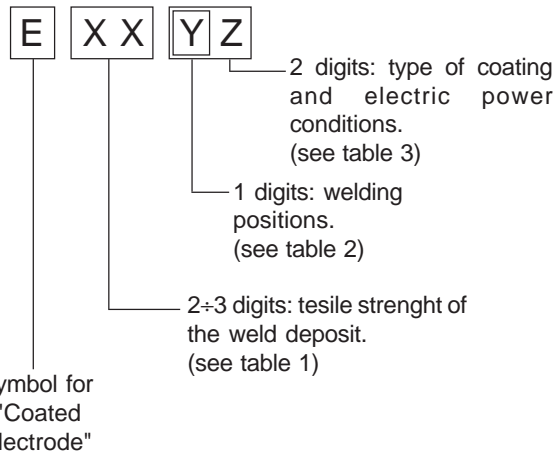 E XX Y Z
2 digits: type of coating
and electric power
conditions.
(see table 3)
1 digits: welding
positions.
(see table 2)
2÷3 digits: tesile strenght of
the weld deposit.
(see table 1)
ymbol for
"Coated
lectrode"